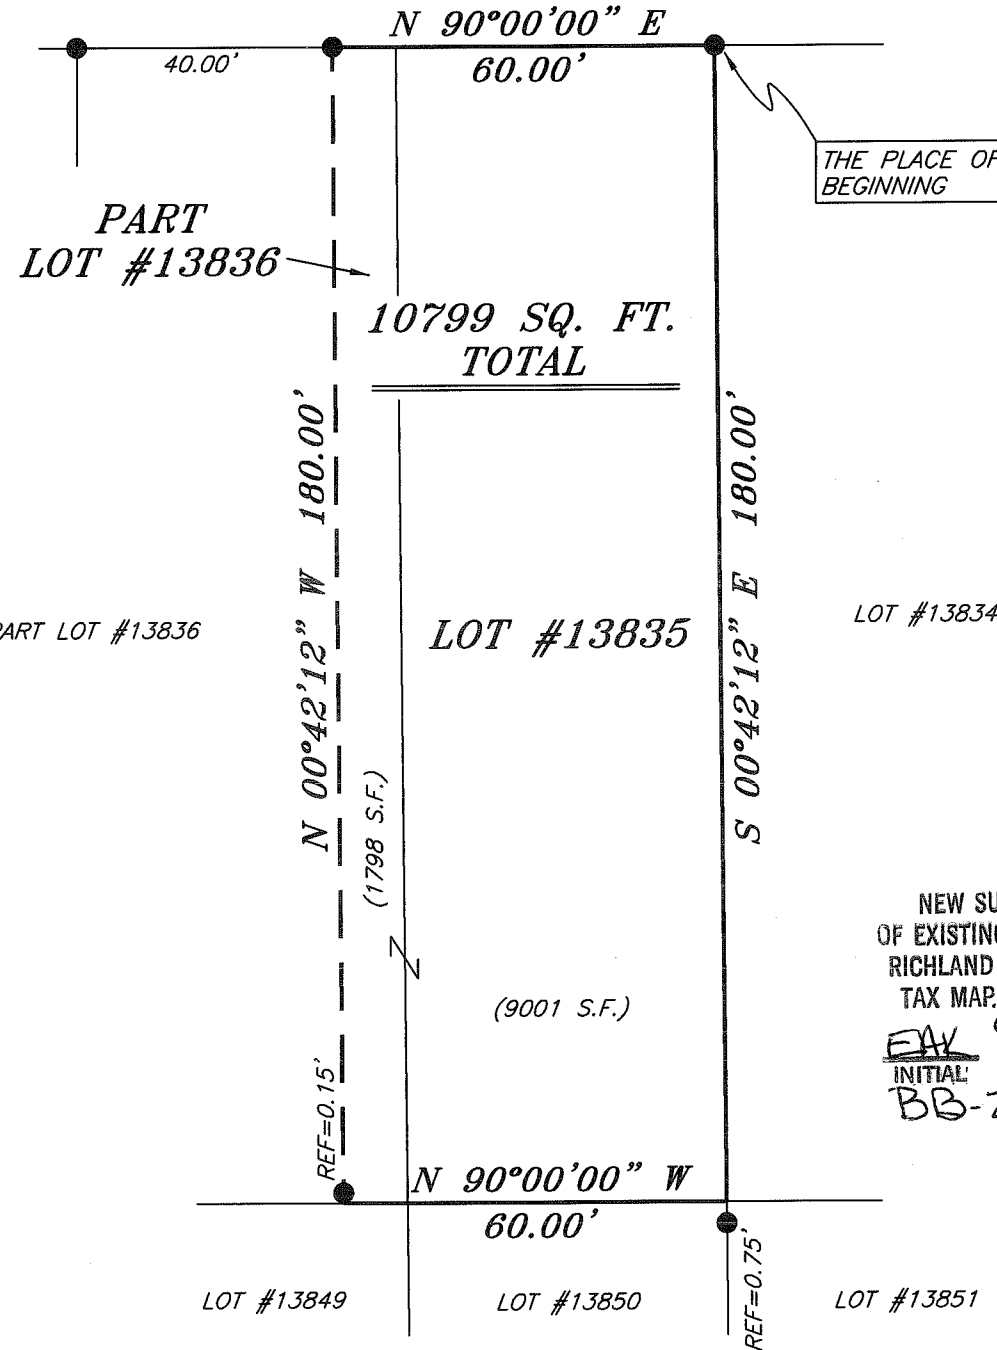 N 90°00'00" E
40.00'
60.00'
THE PLACE OF
BEGINNING
PART
LOT #13836
10799 SQ. FT.
TOTAL
N 00°42'12" W 180.00'
S 00°42'12" E 180.00'
PART LOT #13836
LOT #13835
LOT #13834
(1798 S.F.)
(9001 S.F.)
NEW SU
OF EXISTING
RICHLAND
TAX MAP
EAK
INITIAL
BB-
REF=0.15'
N 90°00'00" W
60.00'
REF=0.75'
LOT #13849
LOT #13850
LOT #13851